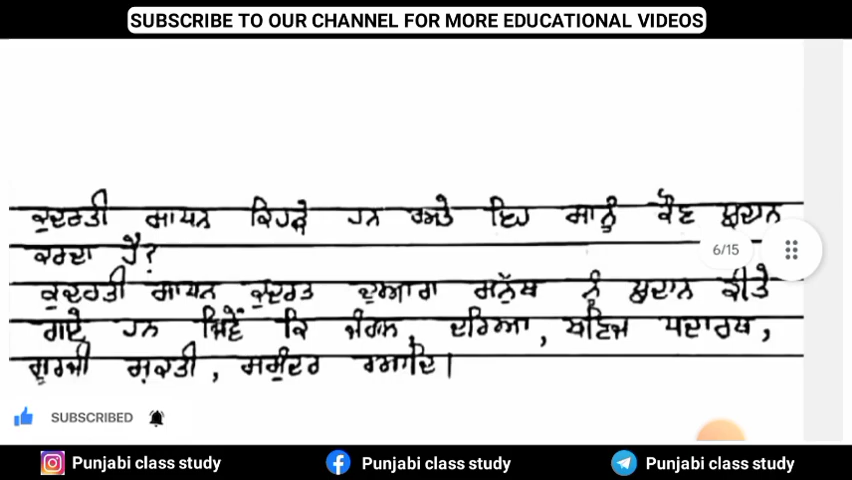 SUBSCRIBE TO OUR CHANNEL FOR MORE EDUCATIONAL VIDEOS
ਕੁਦਰਤੀ ਸਾਧਨ ਕਿਹੜੇ ਹਨ ਅਤੇ ਇਹ ਸਾਨੂੰ ਕੌਣ ਪ੍ਰਦਾਨ
ਕਰਦਾ ਹੈ?
6/15
ਕੁਦਰਤੀ ਸਾਧਨ ਕੁਦਰਤ ਦੁਆਰਾ ਮਨੁੱਖ ਨੂੰ ਪ੍ਰਦਾਨ ਕੀਤੇ
ਗਏ ਹਨ ਜਿਵੇਂ ਕਿ ਜੰਗਲ, ਦਰਿਆ, ਖਣਿਜ ਪਦਾਰਥ,
ਸੂਰਜੀ ਸ਼ਕਤੀ, ਸਮੁੰਦਰ ਆਦਿ।
SUBSCRIBED
Punjabi class study Punjabi class study Punjabi class study